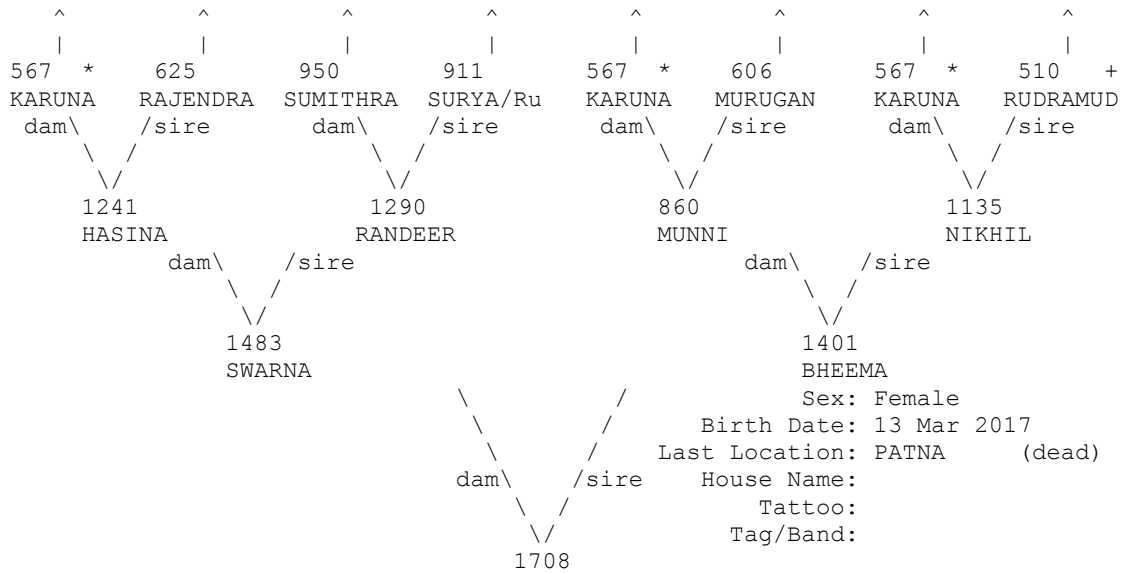 ^ ^ ^ ^ ^ ^ ^ ^
| | | | | | | |
567 * 625 950 911 567 * 606 567 * 510 +
KARUNA RAJENDRA SUMITHRA SURYA/Ru KARUNA MURUGAN KARUNA RUDRAMUD
dam\ /sire dam\ /sire dam\ /sire dam\ /sire
\ / \ / \ / \ /
\/ \/ \/ \/
1241 1290 860 1135
HASINA RANDEER MUNNI NIKHIL
dam\ /sire dam\ /sire
\ / \ /
\/ \/
1483 1401
SWARNA BHEEMA
\ / Sex: Female
\ / Birth Date: 13 Mar 2017
\ / Last Location: PATNA (dead)
dam\ /sire House Name:
\ / Tattoo:
\/ Tag/Band:
1708